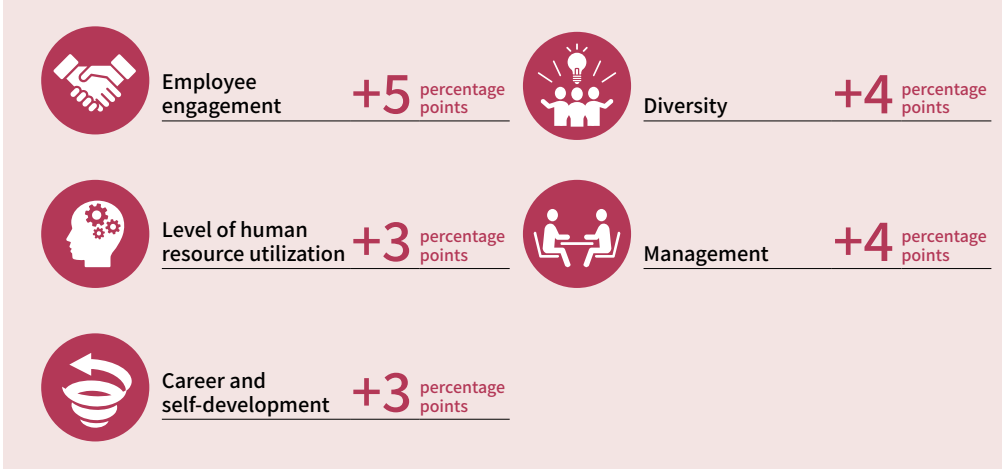 Employee
engagement
+5 percentage
points
Diversity
+4 percentage
points
Level of human
resource utilization
+3 percentage
points
Management
+4 percentage
points
Career and
self-development
+3 percentage
points